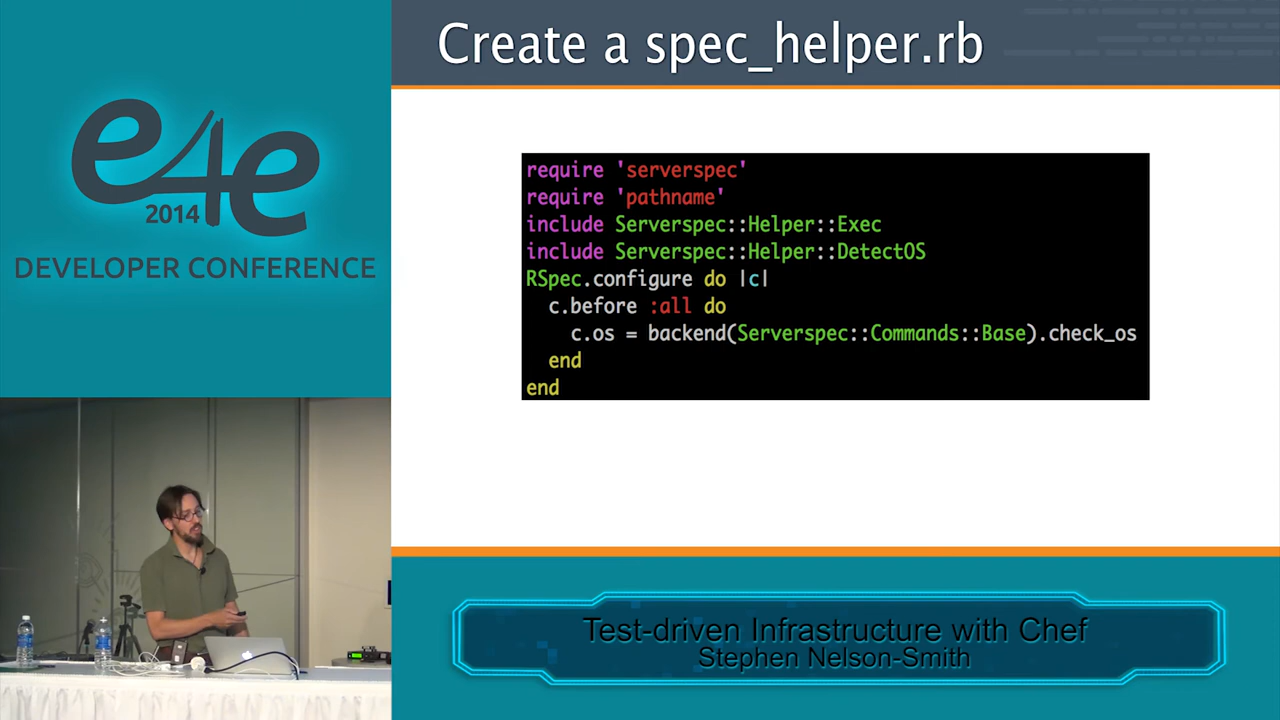 Create a spec_helper.rb
e4e
2014
DEVELOPER CONFERENCE
require 'serverspec'
require 'pathname'
include Serverspec::Helper::Exec
include Serverspec::Helper::DetectOS
RSpec.configure do |c|
  c.before :all do
    c.os = backend(Serverspec::Commands::Base).check_os
  end
end
Test-driven Infrastructure with Chef
Stephen Nelson-Smith